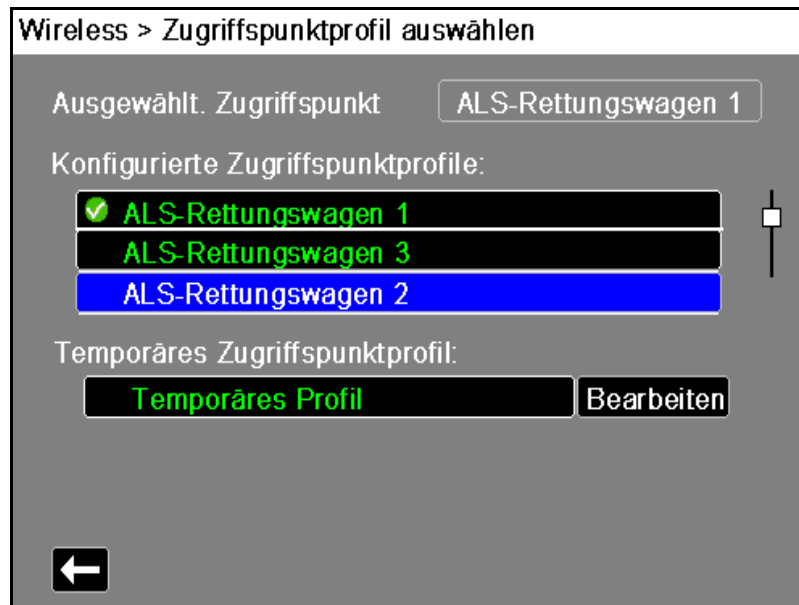 Wireless > Zugriffspunktprofil auswählen
Ausgewählt. Zugriffspunkt ALS-Rettungswagen 1
Konfigurierte Zugriffspunktprofile:
ALS-Rettungswagen 1
ALS-Rettungswagen 3
ALS-Rettungswagen 2
Temporäres Zugriffspunktprofil:
Temporäres Profil Bearbeiten